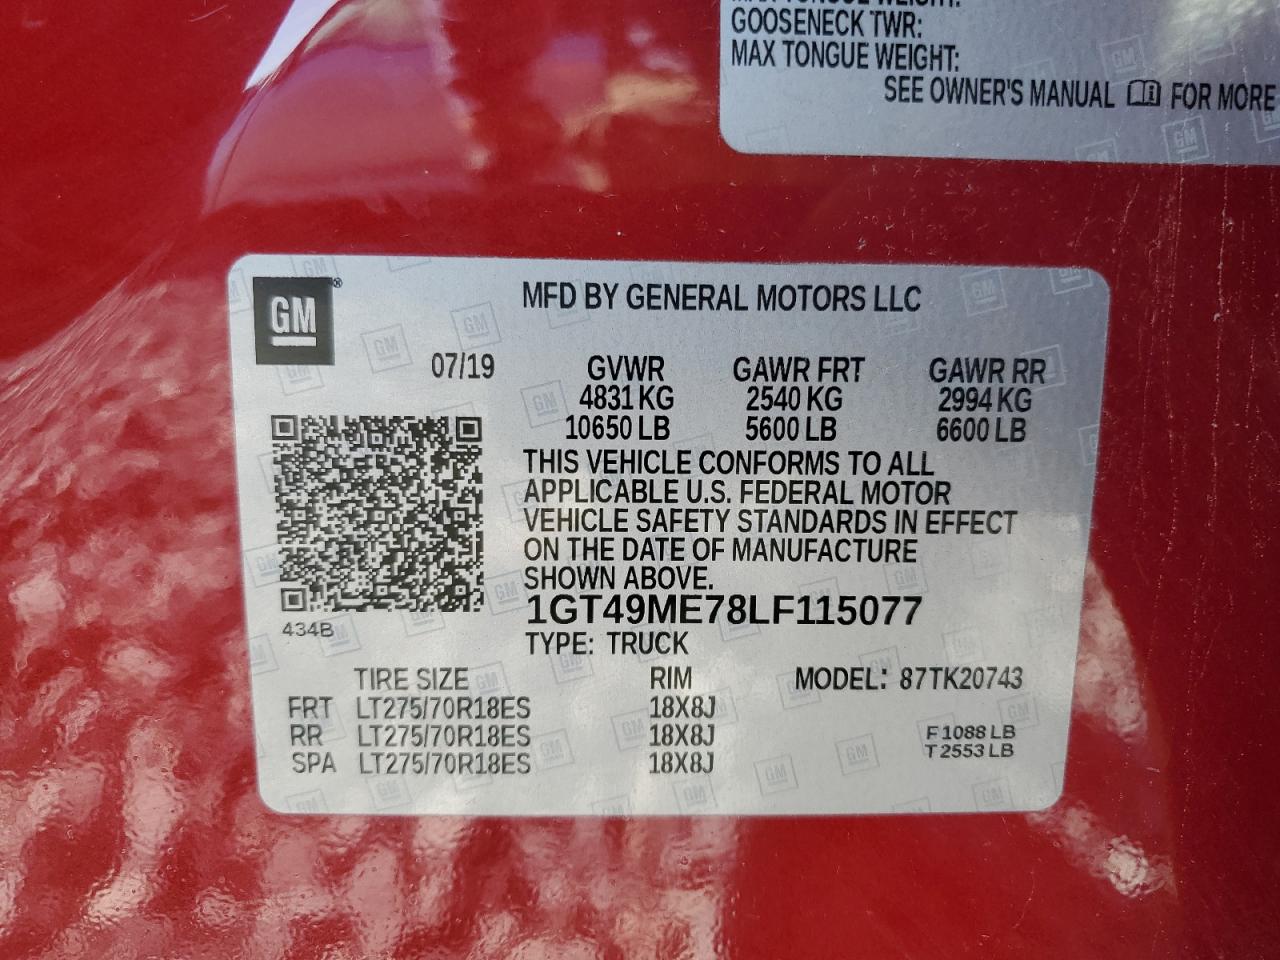 GOOSENECK TWR:
MAX TONGUE WEIGHT:
SEE OWNER'S MANUAL FOR MORE
GM®
MFD BY GENERAL MOTORS LLC
07/19 GVWR GAWR FRT GAWR RR
4831 KG 2540 KG 2994 KG
10650 LB 5600 LB 6600 LB
THIS VEHICLE CONFORMS TO ALL
APPLICABLE U.S. FEDERAL MOTOR
VEHICLE SAFETY STANDARDS IN EFFECT
ON THE DATE OF MANUFACTURE
SHOWN ABOVE.
1GT49ME78LF115077
434B
TYPE: TRUCK
TIRE SIZE RIM MODEL: 87TK20743
FRT LT275/70R18ES 18X8J
RR LT275/70R18ES 18X8J F 1088 LB
T 2553 LB
SPA LT275/70R18ES 18X8J